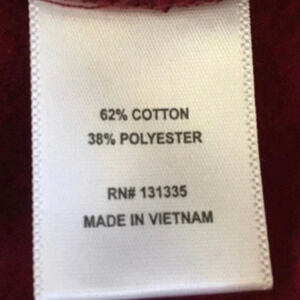 62% COTTON
38% POLYESTER
RN# 131335
MADE IN VIETNAM